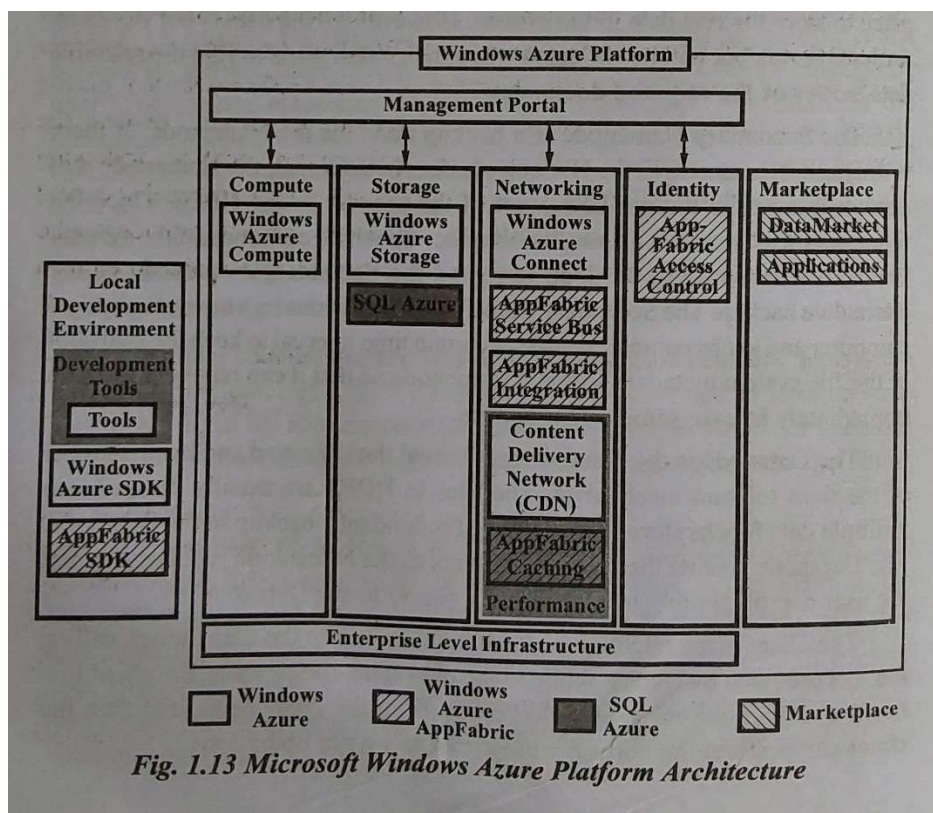 Windows Azure Platform
Management Portal
Compute
Windows
Azure
Compute
Storage
Windows
Azure
Storage
SQL Azure
Networking
Windows
Azure
Connect
AppFabric
Service Bus
AppFabric
Integration
Content
Delivery
Network
(CDN)
AppFabric
Caching
Performance
Identity
App-
Fabric
Access
Control
Marketplace
DataMarket
Applications
Local
Development
Environment
Development
Tools
Tools
Windows
Azure SDK
AppFabric
SDK
Enterprise Level Infrastructure
Windows
Azure
Windows
Azure
AppFabric
SQL
Azure
Marketplace
Fig. 1.13 Microsoft Windows Azure Platform Architecture